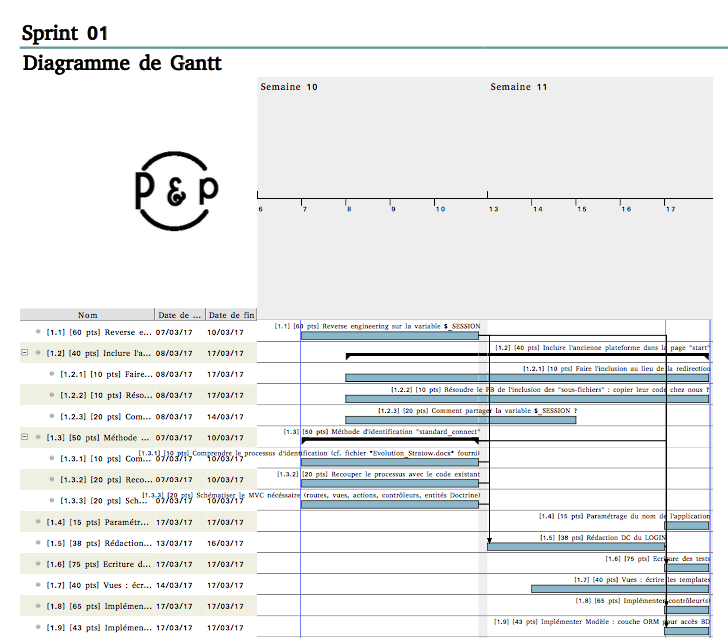 Sprint 01
Diagramme de Gantt
Semaine 10
Semaine 11
P & P
6 7 8 9 10 13 14 15 16 17
Nom Date de ... Date de fin
[1.1] [60 pts] Reverse e... 07/03/17 10/03/17
[1.1] [60 pts] Reverse engineering sur la variable $_SESSION
[1.2] [40 pts] Inclure l'a... 08/03/17 17/03/17
[1.2] [40 pts] Inclure l'ancienne plateforme dans la page "start"
[1.2.1] [10 pts] Faire... 08/03/17 17/03/17
[1.2.1] [10 pts] Faire l'inclusion au lieu de la redirection
[1.2.2] [10 pts] Réso... 08/03/17 17/03/17
[1.2.2] [10 pts] Résoudre le PB de l'inclusion des "sous-fichiers" : copier leur code chez nous ?
[1.2.3] [20 pts] Com... 08/03/17 14/03/17
[1.2.3] [20 pts] Comment partager la variable $_SESSION ?
[1.3] [50 pts] Méthode ... 07/03/17 10/03/17
[1.3] [50 pts] Méthode d'identification "standard_connect"
[1.3.1] [10 pts] Com... 07/03/17 10/03/17
[1.3.1] [10 pts] Comprendre le processus d'identification (cf. fichier "Evolution_Stratow.docx" fourni)
[1.3.2] [20 pts] Reco... 07/03/17 10/03/17
[1.3.2] [20 pts] Recouper le processus avec le code existant
[1.3.3] [20 pts] Sch... 07/03/17 10/03/17
[1.3.3] [20 pts] Schématiser le MVC nécéssaire (routes, vues, actions, contrôleurs, entités Doctrine)
[1.4] [15 pts] Paramétr... 17/03/17 17/03/17
[1.4] [15 pts] Paramétrage du nom de l'application
[1.5] [38 pts] Rédaction... 13/03/17 16/03/17
[1.5] [38 pts] Rédaction DC du LOGIN
[1.6] [75 pts] Ecriture d... 17/03/17 17/03/17
[1.6] [75 pts] Ecriture des tests
[1.7] [40 pts] Vues : écr... 14/03/17 17/03/17
[1.7] [40 pts] Vues : écrire les templates
[1.8] [65 pts] Implémen... 17/03/17 17/03/17
[1.8] [65 pts] Implémenter contrôleur(s)
[1.9] [43 pts] Implémen... 17/03/17 17/03/17
[1.9] [43 pts] Implémenter Modèle : couche ORM pour accès BD